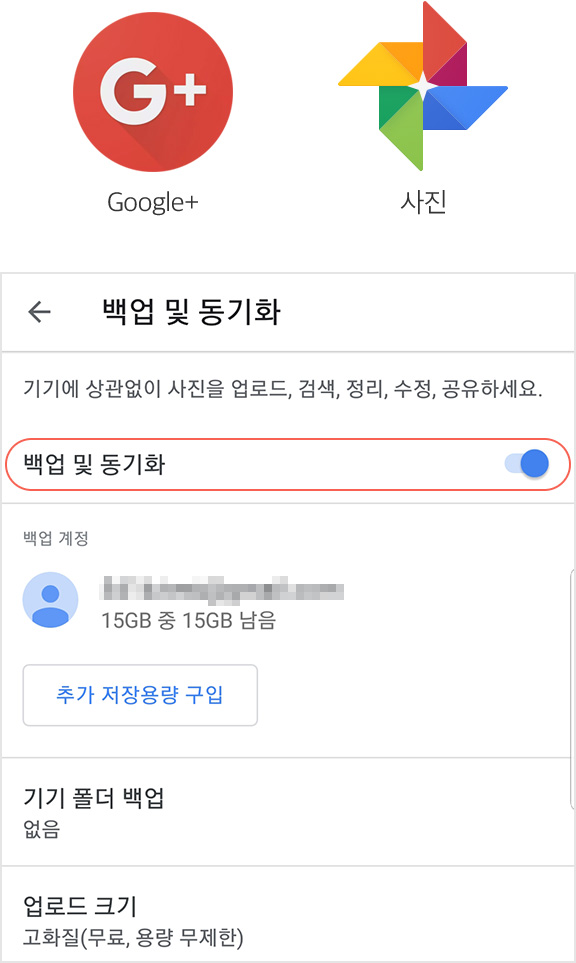 G+
Google+
사진
백업 및 동기화
기기에 상관없이 사진을 업로드, 검색, 정리, 수정, 공유하세요.
백업 및 동기화
백업 계정
15GB 중 15GB 남음
추가 저장용량 구입
기기 폴더 백업
없음
업로드 크기
고화질(무료, 용량 무제한)